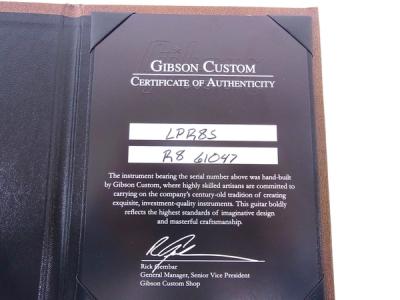 GIBSON CUSTOM
CERTIFICATE OF AUTHENTICITY
LPR8S
R8 61047
The instrument bearing the serial number above was hand-built
by Gibson Custom, where highly skilled artisans are committed to
carrying on the company's century-old tradition of creating
exquisite, investment-quality instruments. This guitar boldly
reflects the highest standards of imaginative design
and masterful craftsmanship.
Rick Gembar
General Manager, Senior Vice President
Gibson Custom Shop